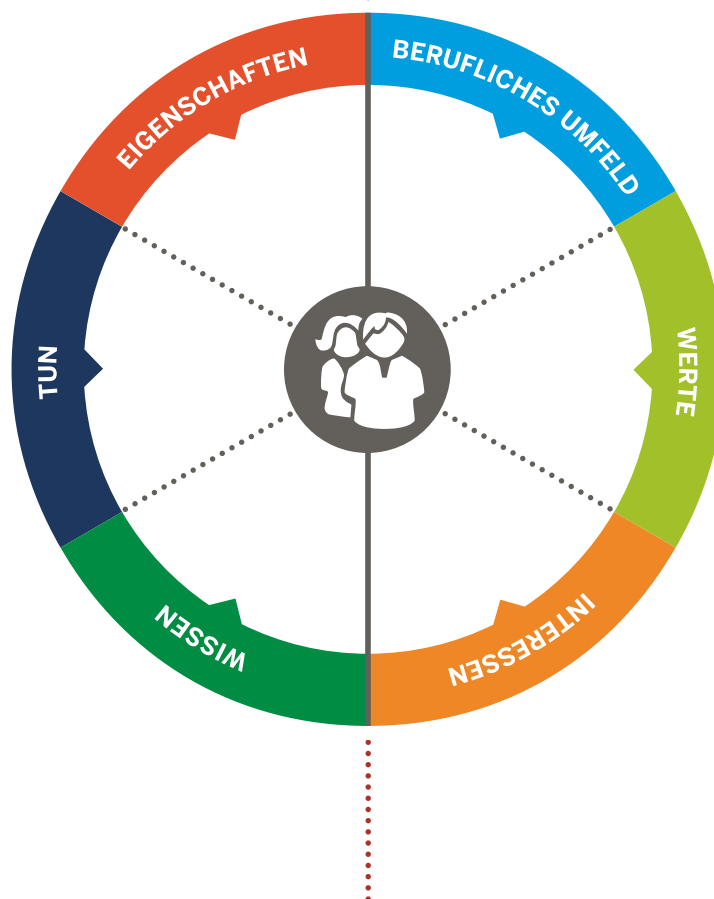 EIGENSCHAFTEN
BERUFLICHES UMFELD
TUN
WERTE
WISSEN
INTERESSEN